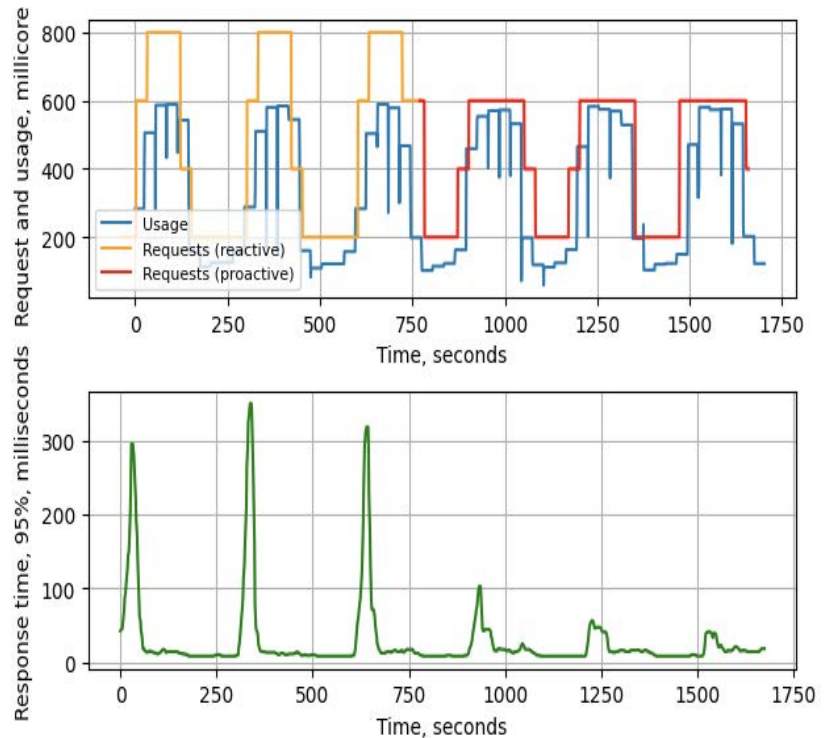 Request and usage, millicore
800
600
400
200
Usage
Requests (reactive)
Requests (proactive)
0 250 500 750 1000 1250 1500 1750
Time, seconds
Response time, 95%, milliseconds
300
200
100
0
0 250 500 750 1000 1250 1500 1750
Time, seconds